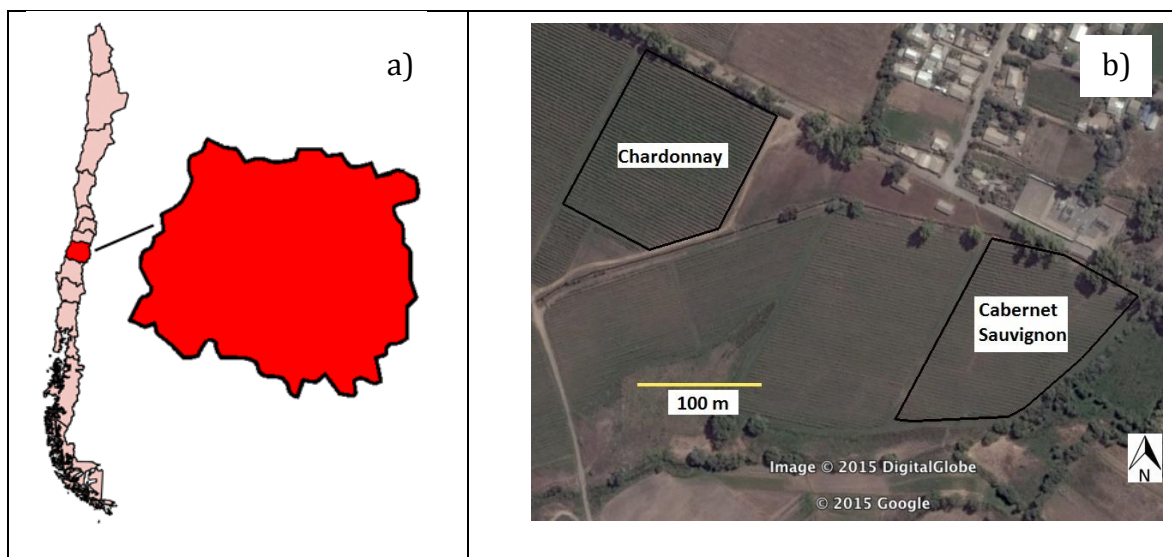 a)
b)
Chardonnay
Cabernet
Sauvignon
100 m
Image © 2015 DigitalGlobe
© 2015 Google
N